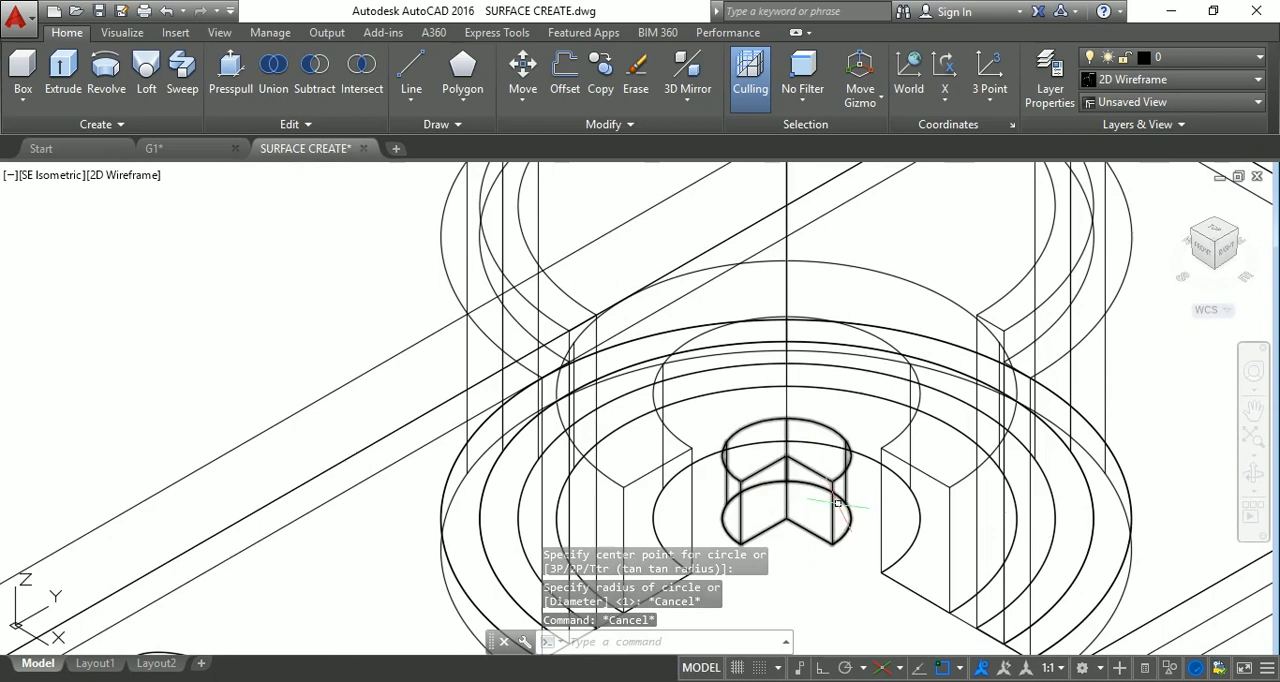 Autodesk AutoCAD 2016 SURFACE CREATE.dwg
Type a keyword or phrase
Sign In
Home Visualize Insert View Manage Output Add-ins A360 Express Tools Featured Apps BIM 360 Performance
Box Extrude Revolve Loft Sweep Presspull Union Subtract Intersect Line Polygon Move Offset Copy Erase 3D Mirror Culling No Filter Move Gizmo World X 3 Point Layer Properties
0
2D Wireframe
Unsaved View
Create Edit Draw Modify Selection Coordinates Layers & View
Start G1* SURFACE CREATE*
[−][SE Isometric][2D Wireframe]
TOP
FRONT RIGHT
S E
WCS
Specify center point for circle or
[3P/2P/Ttr (tan tan radius)]:
Specify radius of circle or
[Diameter] <1>: *Cancel*
Command: *Cancel*
Type a command
Z
Y
X
Model Layout1 Layout2
MODEL 1:1